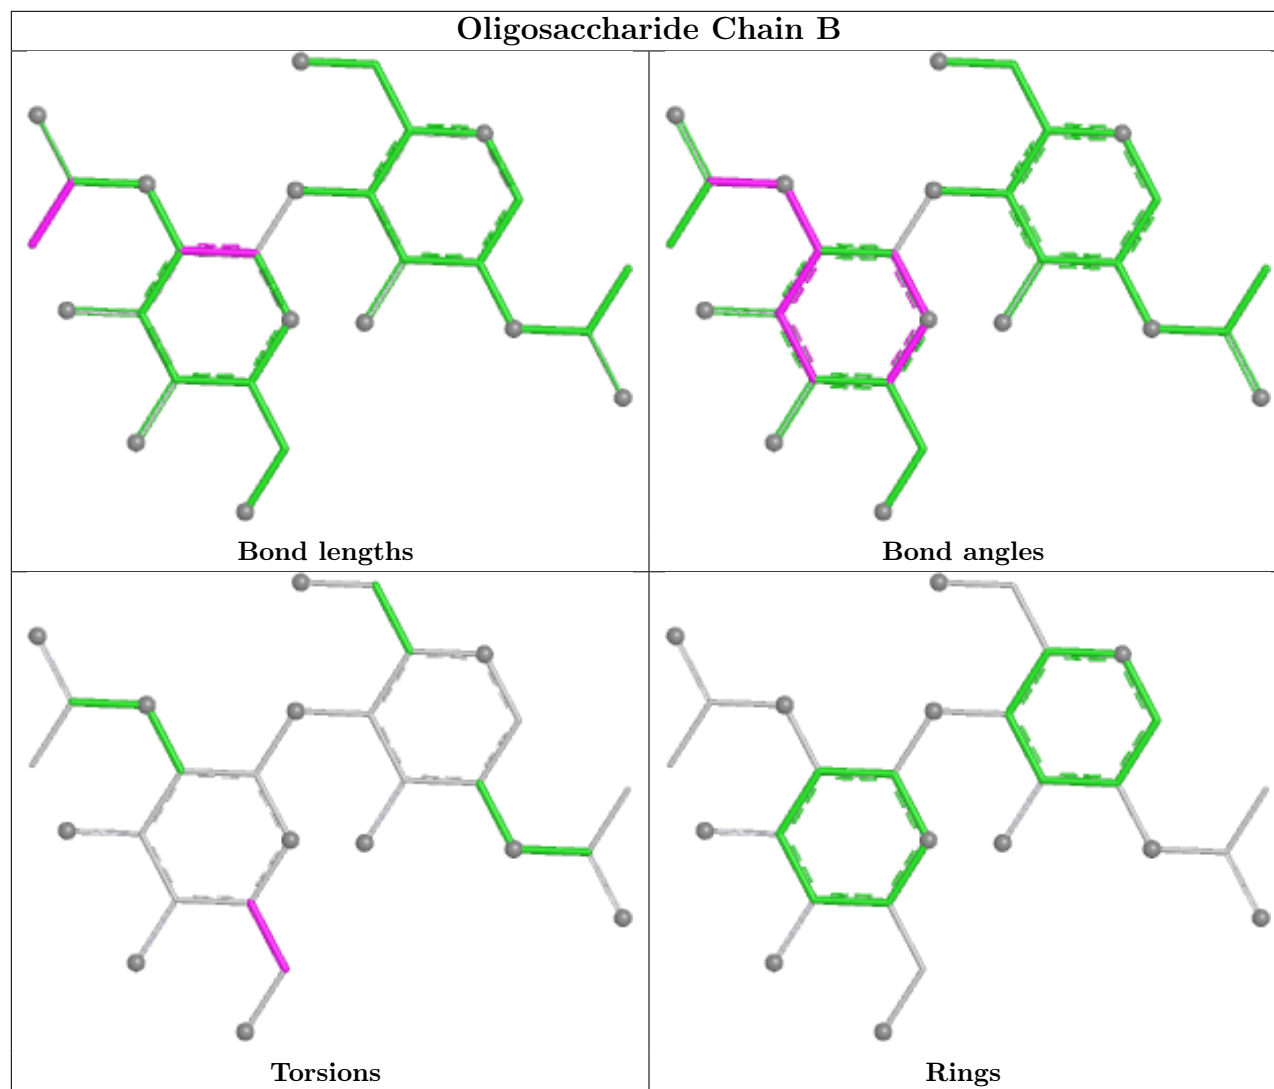 Oligosaccharide Chain B
Bond lengths
Bond angles
Torsions
Rings